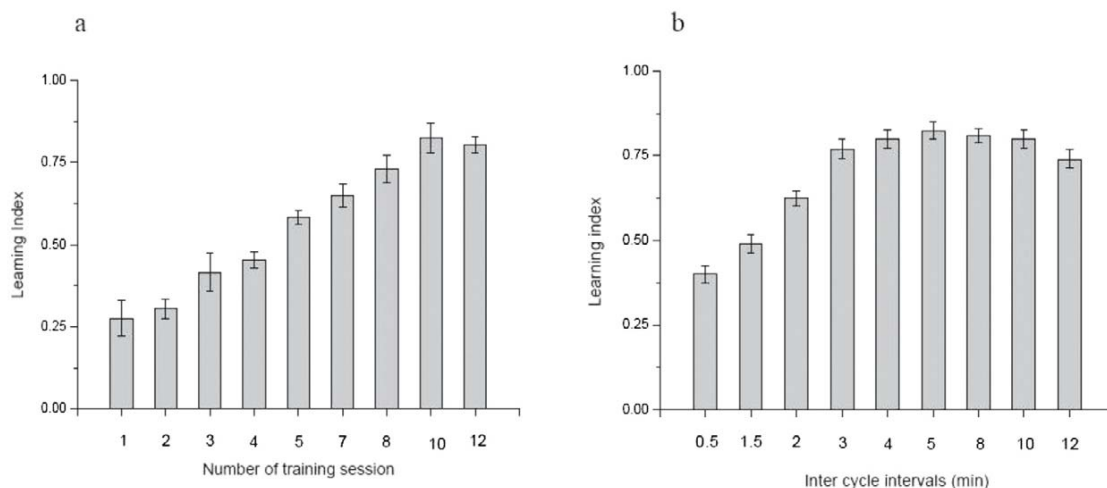 a
1.00
0.75
0.50
0.25
0.00
Learning Index
1 2 3 4 5 7 8 10 12
Number of training session
b
1.00
0.75
0.50
0.25
0.00
Learning index
0.5 1.5 2 3 4 5 8 10 12
Inter cycle intervals (min)